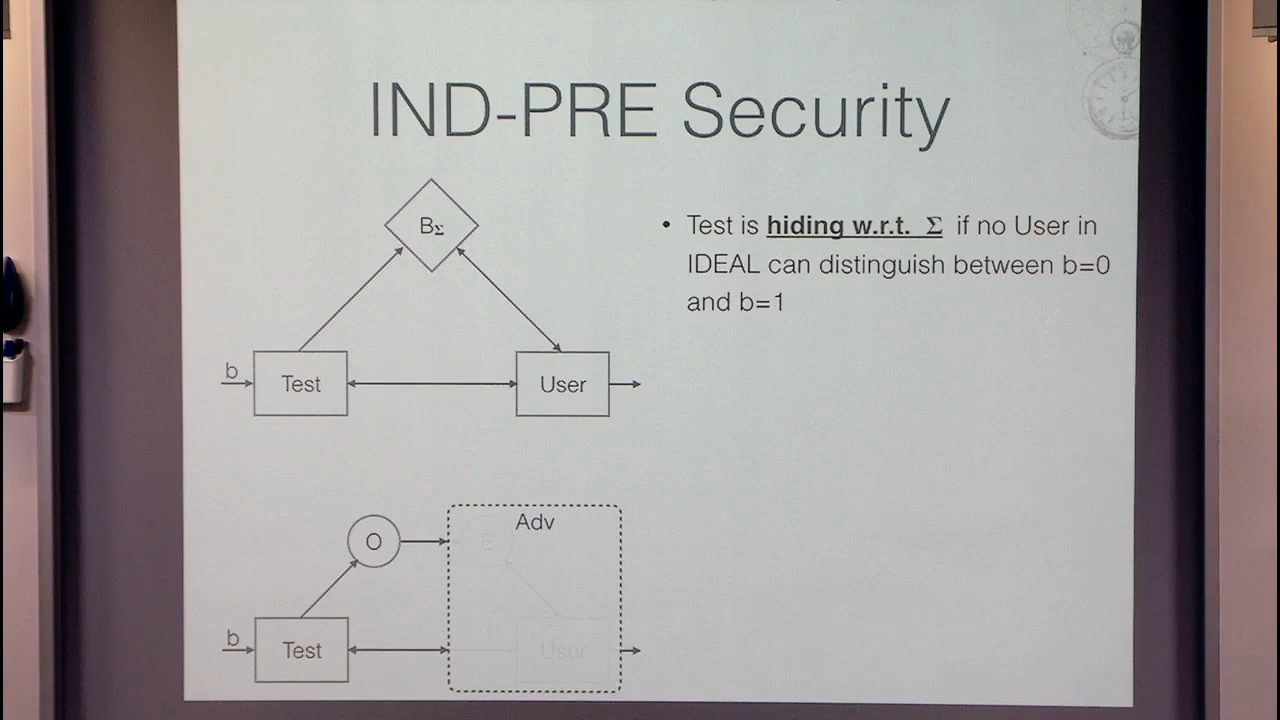 IND-PRE Security
BΣ
• Test is hiding w.r.t. Σ if no User in
IDEAL can distinguish between b=0
and b=1
b
Test
User
Adv
O
E
b
Test
User